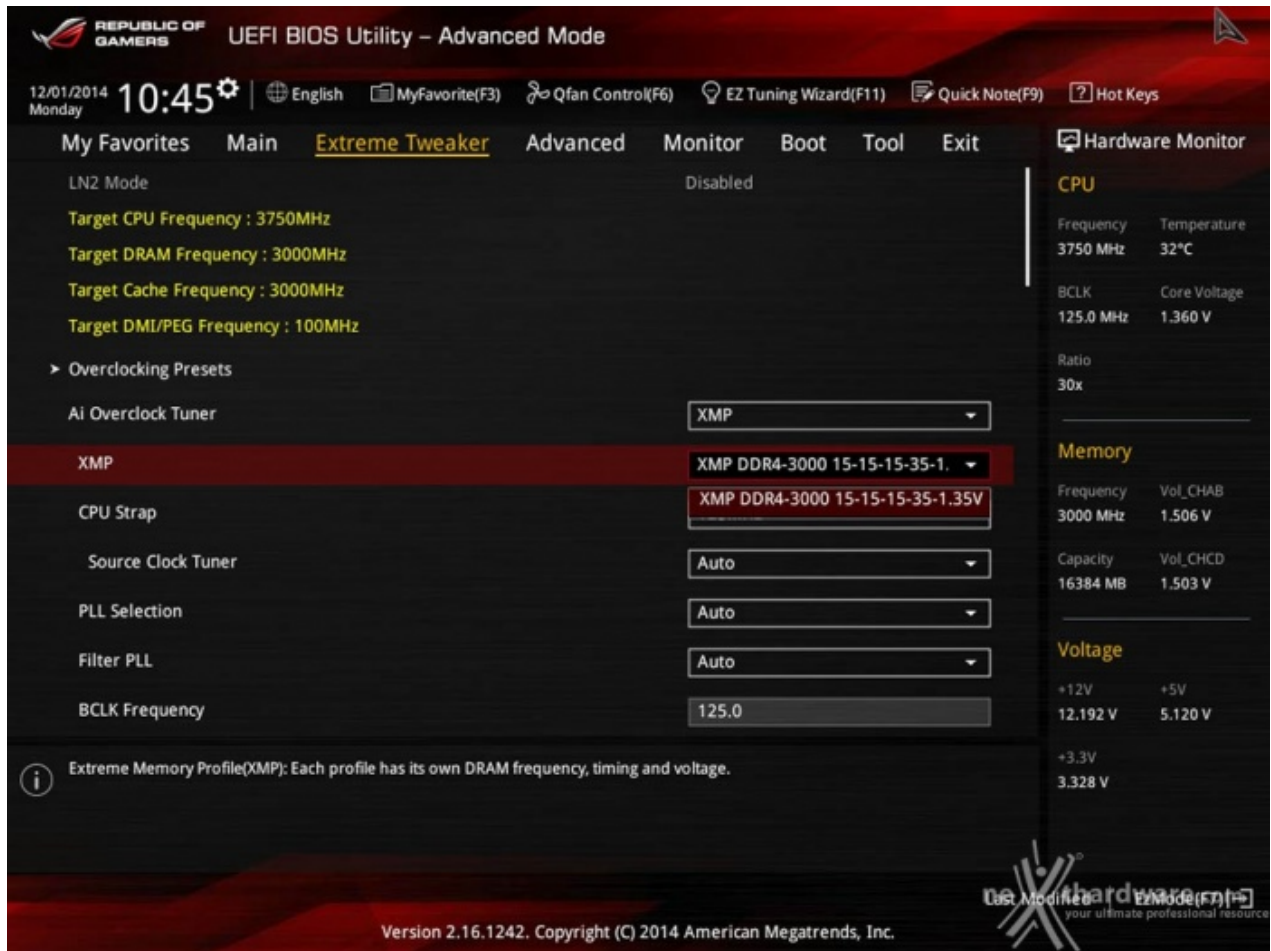 REPUBLIC OF
GAMERS
UEFI BIOS Utility – Advanced Mode
12/01/2014
Monday
10:45
English
MyFavorite(F3)
Qfan Control(F6)
EZ Tuning Wizard(F11)
Quick Note(F9)
? Hot Keys
My Favorites
Main
Extreme Tweaker
Advanced
Monitor
Boot
Tool
Exit
LN2 Mode Disabled
Target CPU Frequency : 3750MHz
Target DRAM Frequency : 3000MHz
Target Cache Frequency : 3000MHz
Target DMI/PEG Frequency : 100MHz
Overclocking Presets
Ai Overclock Tuner XMP
XMP XMP DDR4-3000 15-15-15-35-1.
XMP DDR4-3000 15-15-15-35-1.35V
CPU Strap
Source Clock Tuner Auto
PLL Selection Auto
Filter PLL Auto
BCLK Frequency 125.0
Extreme Memory Profile(XMP): Each profile has its own DRAM frequency, timing and voltage.
Hardware Monitor
CPU
Frequency Temperature
3750 MHz 32°C
BCLK Core Voltage
125.0 MHz 1.360 V
Ratio
30x
Memory
Frequency Vol_CHAB
3000 MHz 1.506 V
Capacity Vol_CHCD
16384 MB 1.503 V
Voltage
+12V +5V
12.192 V 5.120 V
+3.3V
3.328 V
Last Modified
EzMode(F7)
your ultimate professional resource
Version 2.16.1242. Copyright (C) 2014 American Megatrends, Inc.